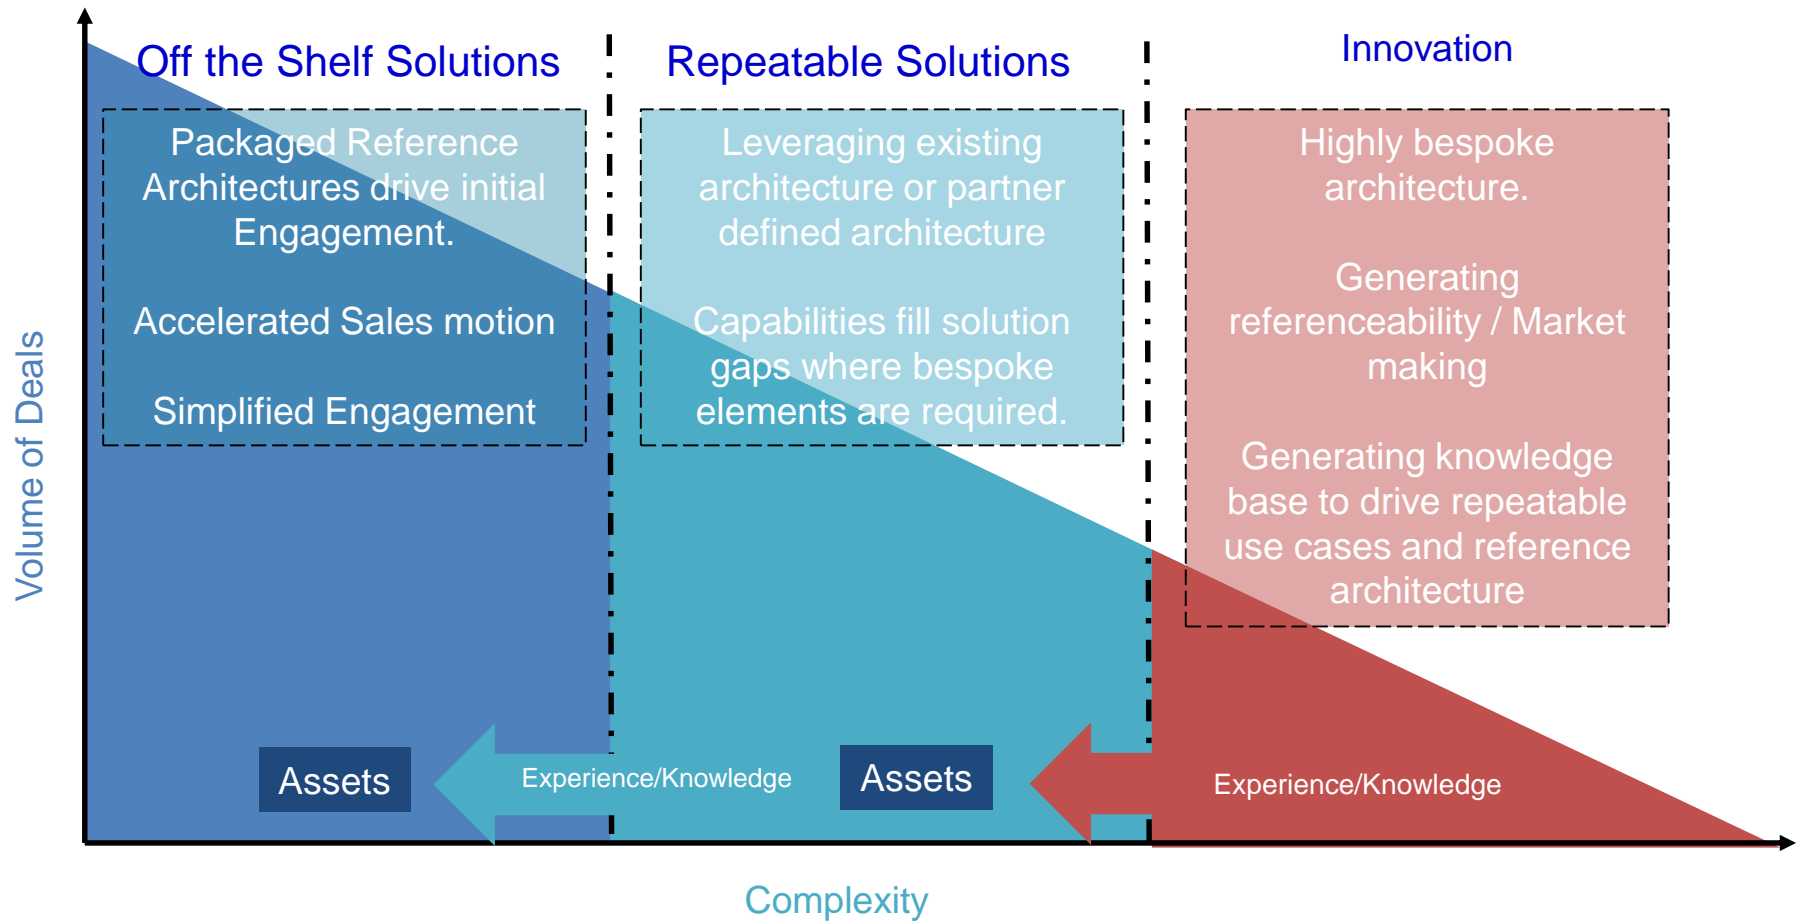 Off the Shelf Solutions
Packaged Reference
Architectures drive initial
Engagement.
Accelerated Sales motion
Simplified Engagement
Repeatable Solutions
Leveraging existing
architecture or partner
defined architecture
Capabilities fill solution
gaps where bespoke
elements are required.
Innovation
Highly bespoke
architecture.
Generating
referenceability / Market
making
Generating knowledge
base to drive repeatable
use cases and reference
architecture
Volume of Deals
Assets
Experience/Knowledge
Assets
Experience/Knowledge
Complexity